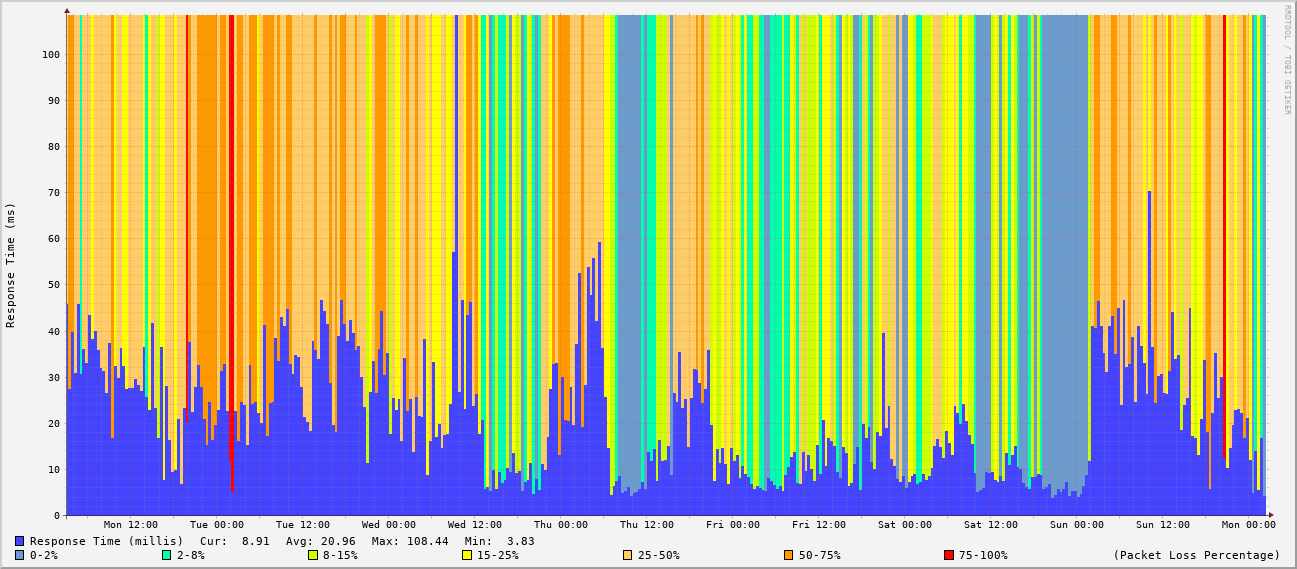 RRDTOOL / TOBI OETIKER
Response Time (ms)
100
90
80
70
60
50
40
30
20
10
0
Mon 12:00 Tue 00:00 Tue 12:00 Wed 00:00 Wed 12:00 Thu 00:00 Thu 12:00 Fri 00:00 Fri 12:00 Sat 00:00 Sat 12:00 Sun 00:00 Sun 12:00 Mon 00:00
Response Time (millis) Cur: 8.91 Avg: 20.96 Max: 108.44 Min: 3.83
0-2% 2-8% 8-15% 15-25% 25-50% 50-75% 75-100% (Packet Loss Percentage)